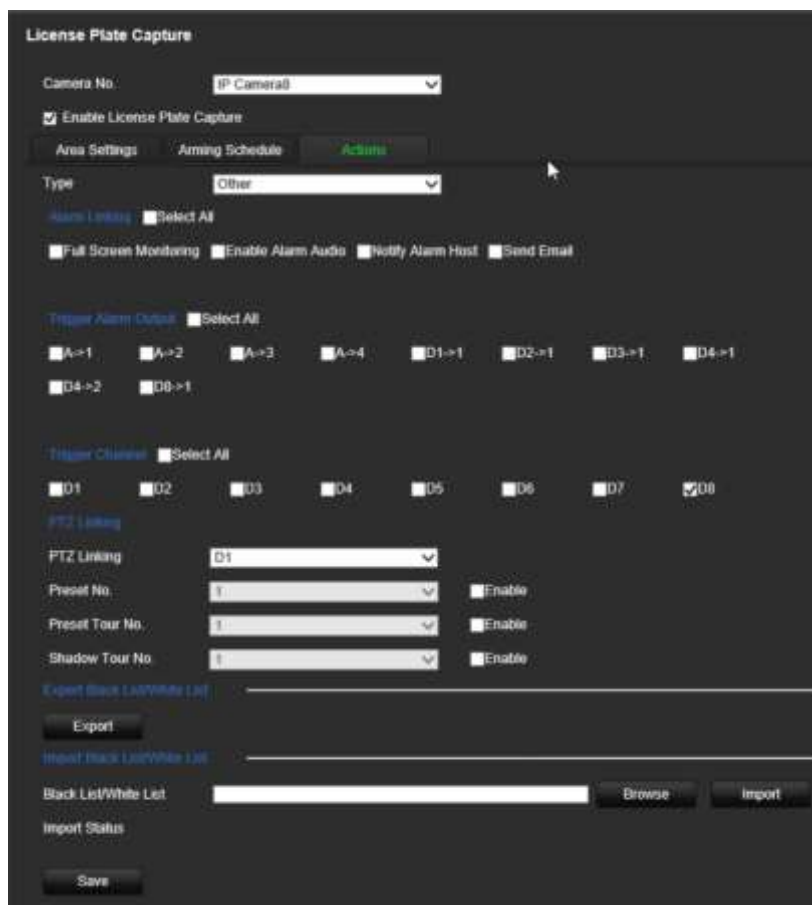 License Plate Capture
Camera No. IP Camera8
Enable License Plate Capture
Area Settings Arming Schedule Actions
Type Other
Alarm Linking Select All
Full Screen Monitoring Enable Alarm Audio Notify Alarm Host Send Email
Trigger Alarm Output Select All
A->1 A->2 A->3 A->4 D1->1 D2->1 D3->1 D4->1
D4->2 D8->1
Trigger Channel Select All
D1 D2 D3 D4 D5 D6 D7 D8
PTZ Linking
PTZ Linking D1
Preset No. 1 Enable
Preset Tour No. 1 Enable
Shadow Tour No. 1 Enable
Export Black List/White List
Export
Import Black List/White List
Black List/White List Browse Import
Import Status
Save